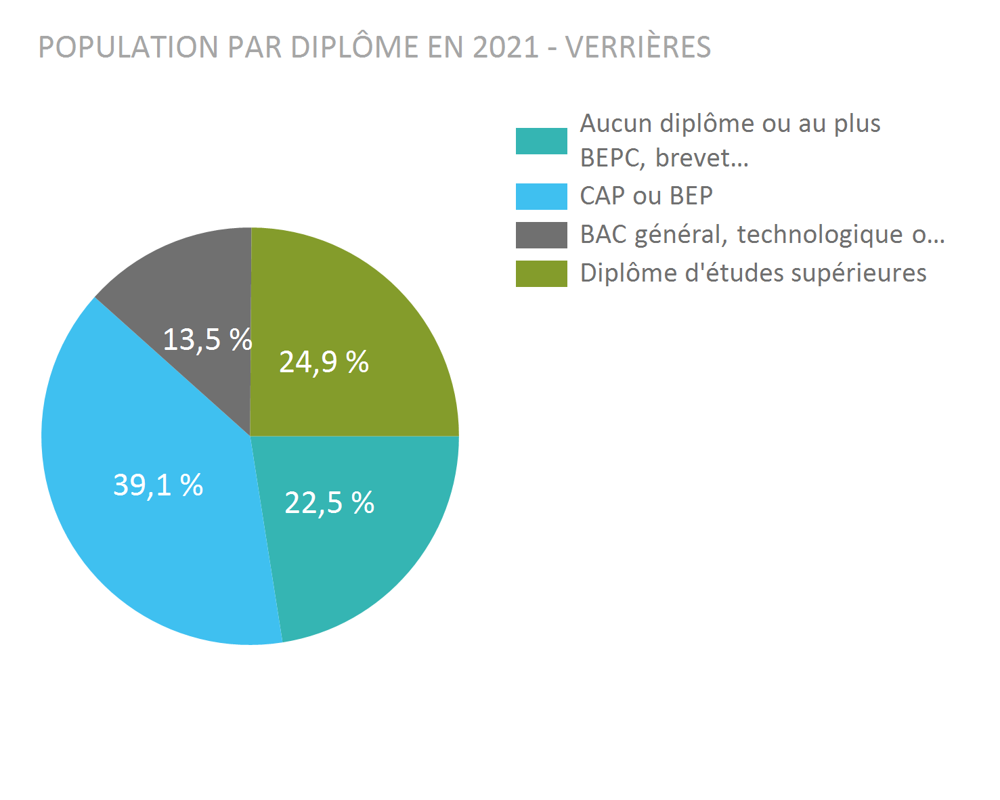 POPULATION PAR DIPLÔME EN 2021 - VERRIÈRES
Aucun diplôme ou au plus
BEPC, brevet...
CAP ou BEP
BAC général, technologique o...
Diplôme d'études supérieures
13,5 %
24,9 %
39,1 %
22,5 %